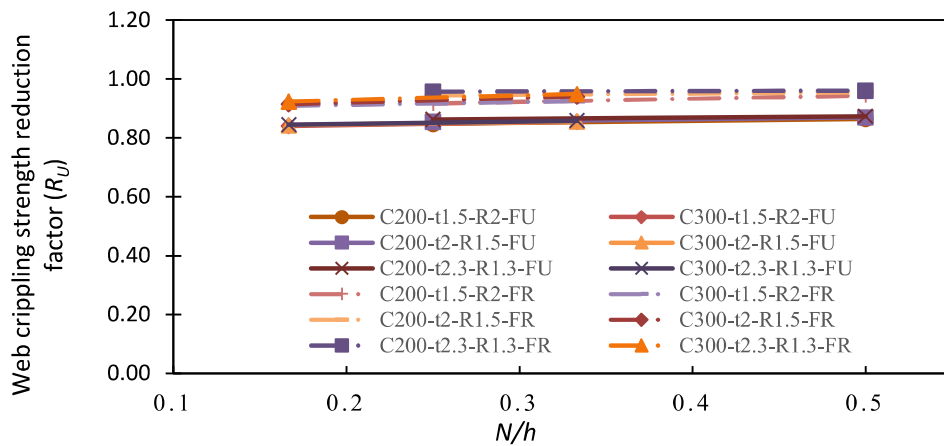 1.20
1.00
0.80
0.60
0.40
0.20
0.00
Web crippling strength reduction
factor (RU)
C200-t1.5-R2-FU
C300-t1.5-R2-FU
C200-t2-R1.5-FU
C300-t2-R1.5-FU
C200-t2.3-R1.3-FU
C300-t2.3-R1.3-FU
C200-t1.5-R2-FR
C300-t1.5-R2-FR
C200-t2-R1.5-FR
C300-t2-R1.5-FR
C200-t2.3-R1.3-FR
C300-t2.3-R1.3-FR
0.1 0.2 0.3 0.4 0.5
N/h